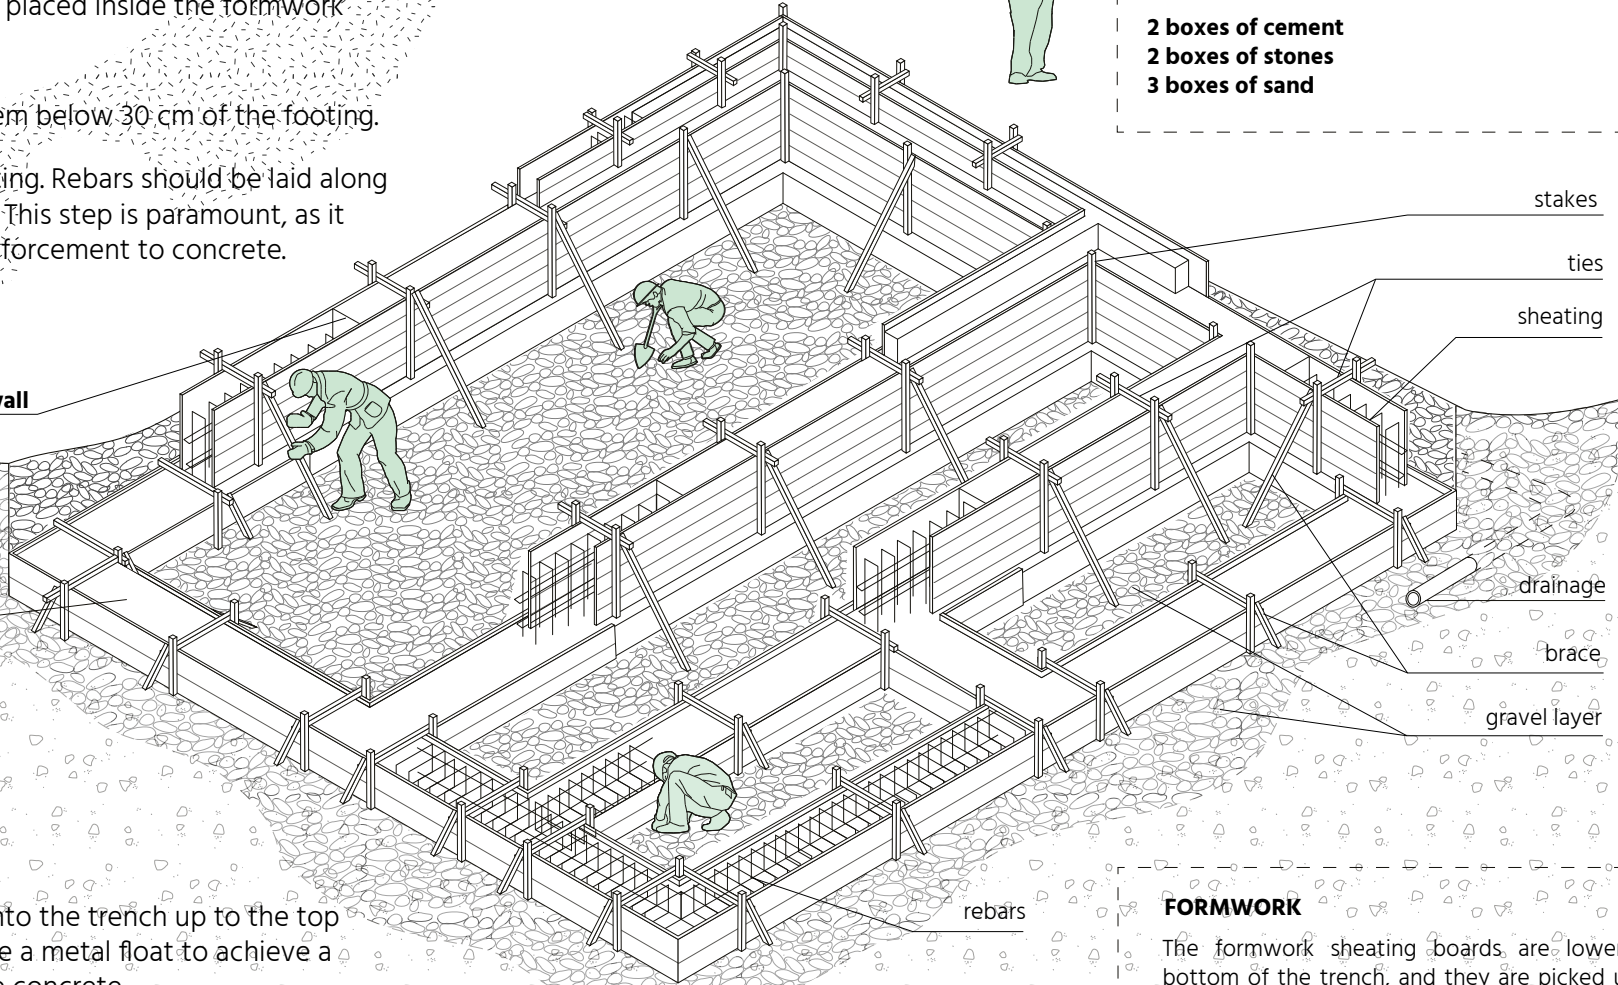 placed inside the formwork
em below 30 cm of the footing.
ing. Rebars should be laid along
This step is paramount, as it
forcement to concrete.
wall
nto the trench up to the top
e a metal float to achieve a
concrete
2 boxes of cement
2 boxes of stones
3 boxes of sand
stakes
ties
sheating
drainage
brace
gravel layer
rebars
FORMWORK
The formwork sheating boards are lower
bottom of the trench, and they are picked u